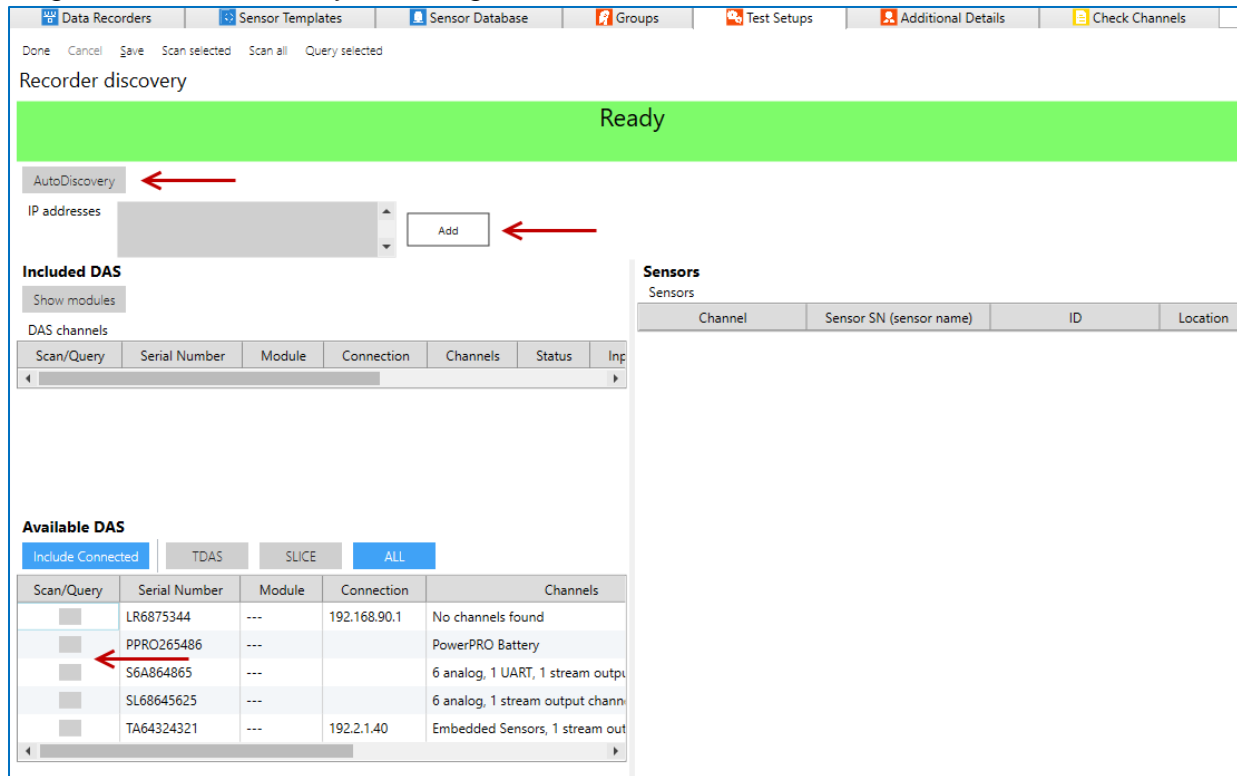 Data Recorders
Sensor Templates
Sensor Database
Groups
Test Setups
Additional Details
Check Channels
Done Cancel Save Scan selected Scan all Query selected
Recorder discovery
Ready
AutoDiscovery
IP addresses
Add
Included DAS
Show modules
DAS channels
Scan/Query Serial Number Module Connection Channels Status Inp
Sensors
Sensors
Channel Sensor SN (sensor name) ID Location
Available DAS
Include Connected TDAS SLICE ALL
Scan/Query Serial Number Module Connection Channels
LR6875344 --- 192.168.90.1 No channels found
PPRO265486 --- PowerPRO Battery
S6A864865 --- 6 analog, 1 UART, 1 stream outpu
SL68645625 --- 6 analog, 1 stream output chann
TA64324321 --- 192.2.1.40 Embedded Sensors, 1 stream out